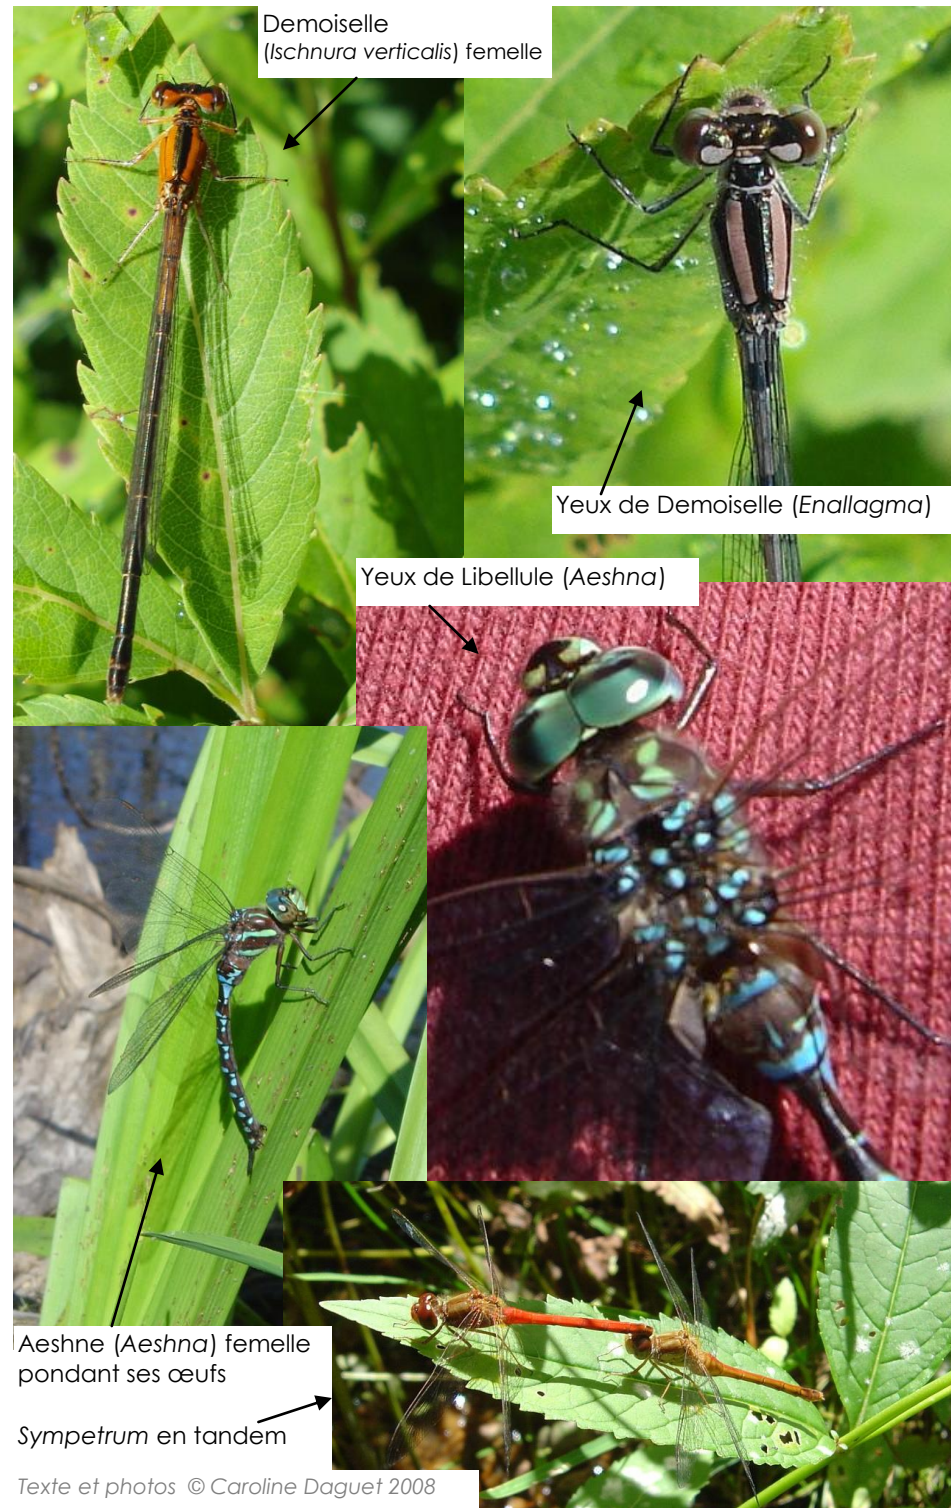 Demoiselle
(Ischnura verticalis) femelle
Yeux de Demoiselle (Enallagma)
Yeux de Libellule (Aeshna)
Aeshne (Aeshna) femelle
pondant ses œufs
Sympetrum en tandem
Texte et photos © Caroline Daguet 2008